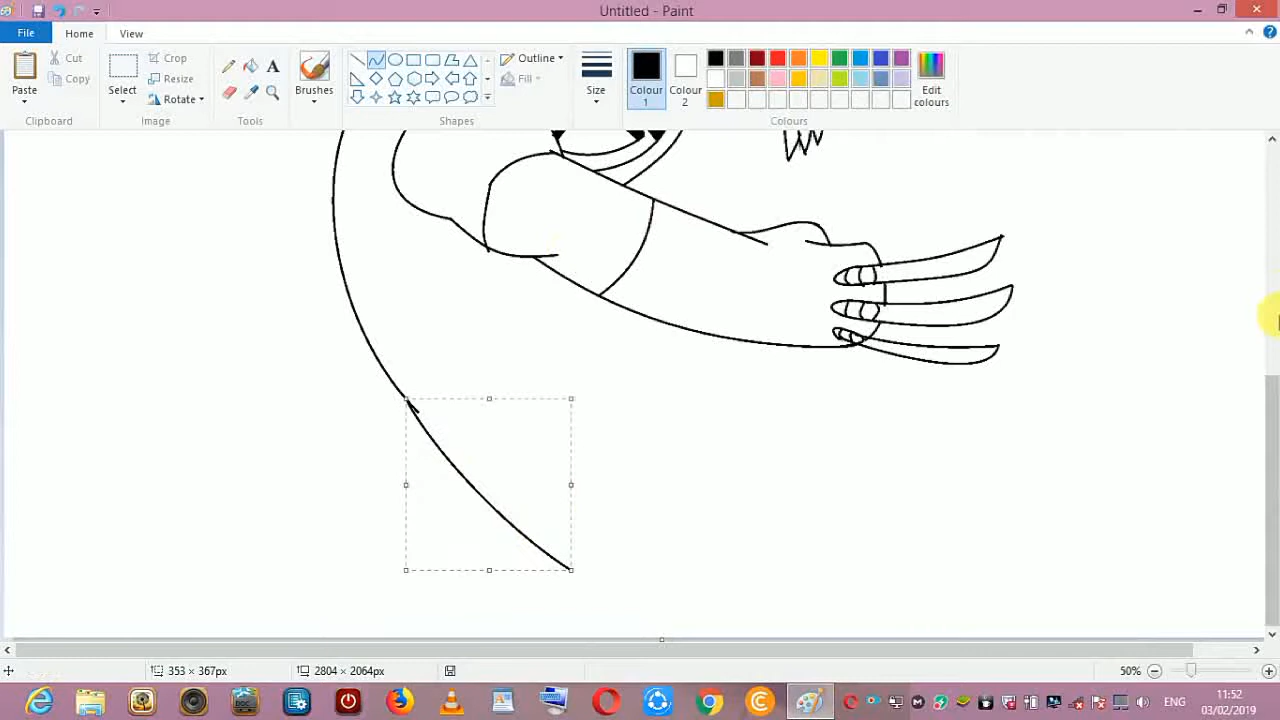 Untitled - Paint
File
Home
View
Paste
Cut
Copy
Clipboard
Select
Crop
Resize
Rotate
Image
A
Tools
Brushes
Outline
Fill
Shapes
Size
Colour
1
Colour
2
Edit
colours
Colours
353 × 367px
2804 × 2064px
50%
ENG
11:52
03/02/2019